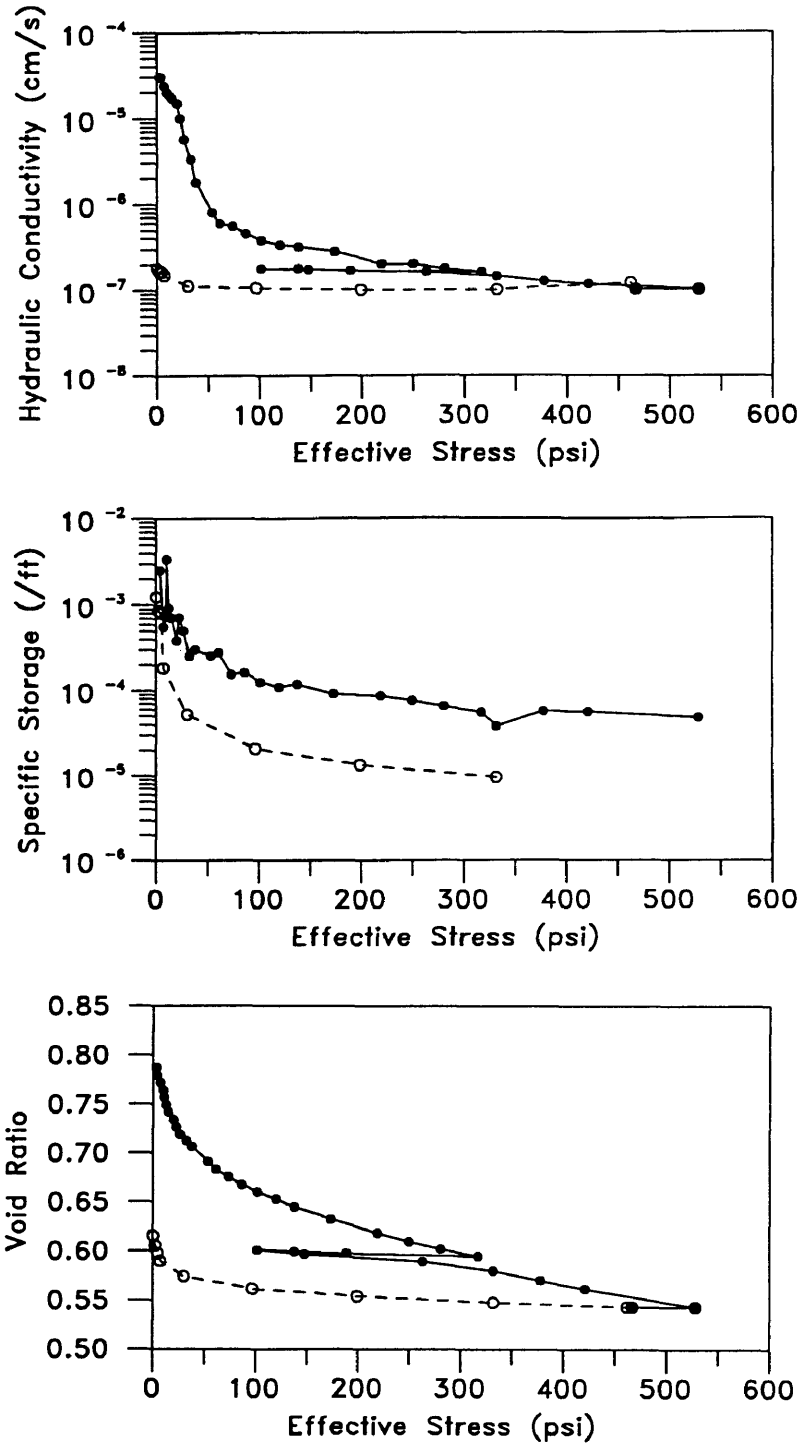 Hydraulic Conductivity (cm/s)
10 -4
10 -5
10 -6
10 -7
10 -8
0 100 200 300 400 500 600
Effective Stress (psi)
Specific Storage (/ft)
10 -2
10 -3
10 -4
10 -5
10 -6
0 100 200 300 400 500 600
Effective Stress (psi)
Void Ratio
0.85
0.80
0.75
0.70
0.65
0.60
0.55
0.50
0 100 200 300 400 500 600
Effective Stress (psi)